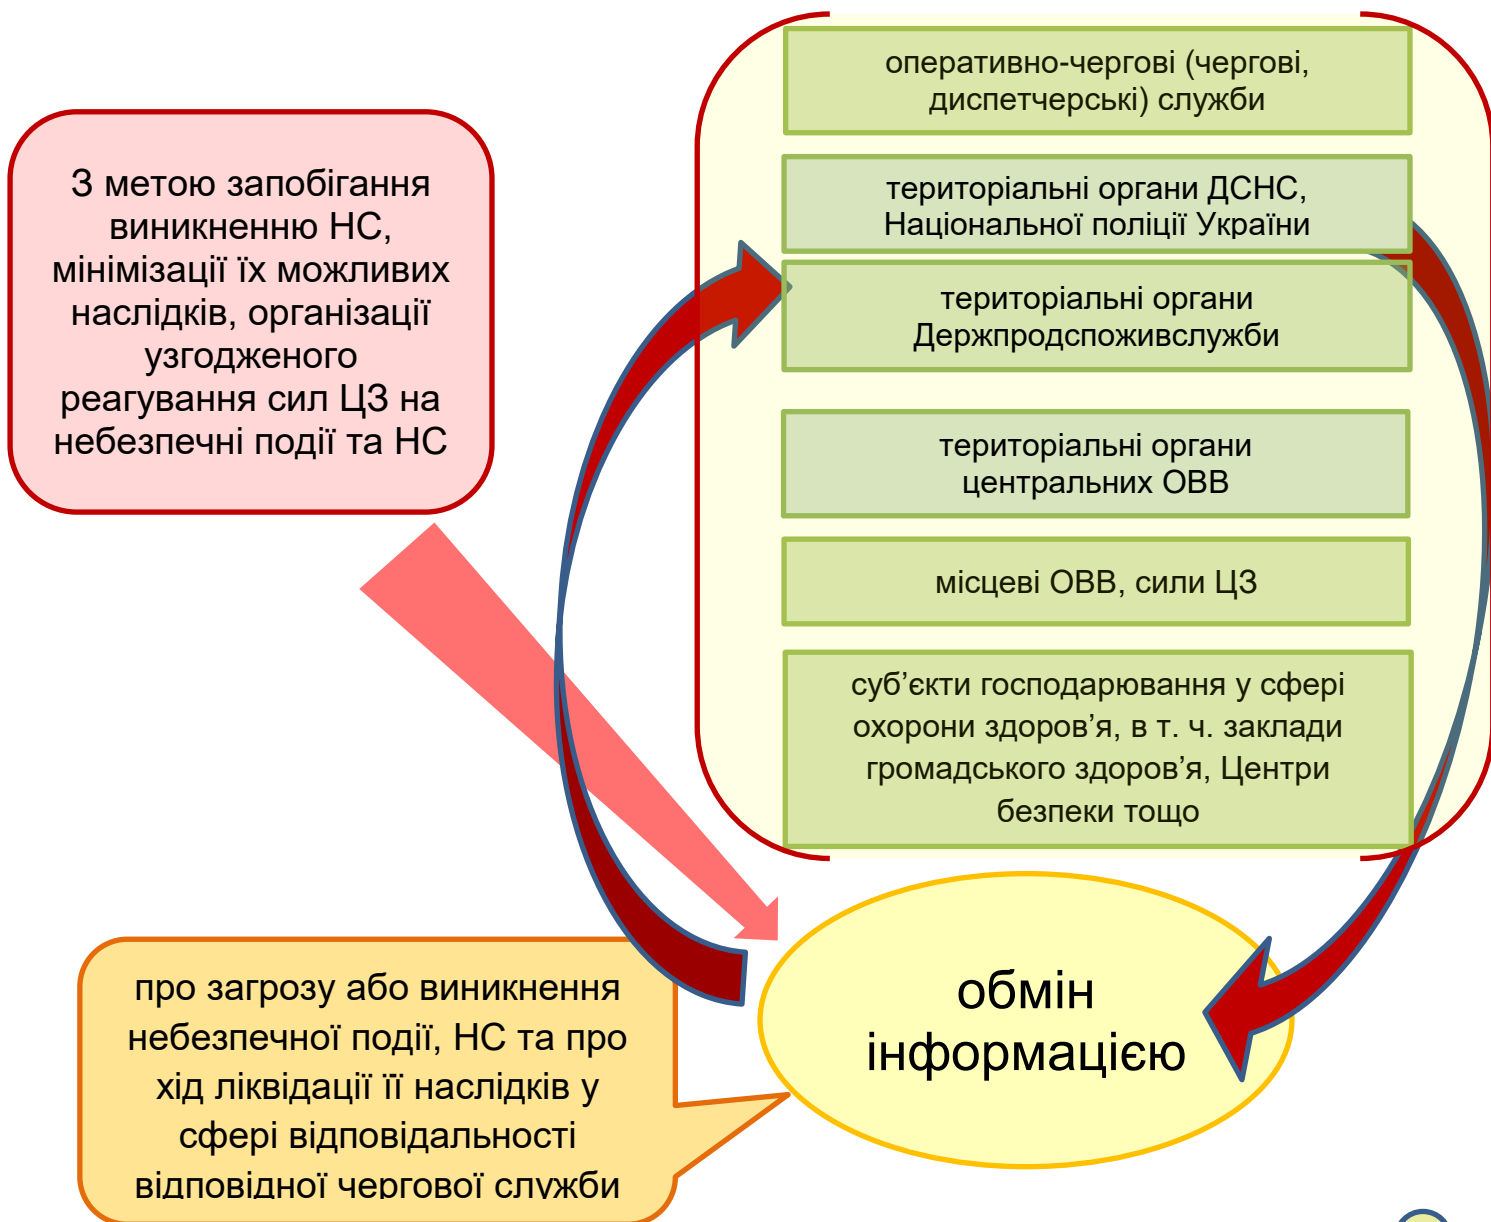 оперативно-чергові (чергові,
диспетчерські) служби
З метою запобігання
виникненню НС,
мінімізації їх можливих
наслідків, організації
узгодженого
реагування сил ЦЗ на
небезпечні події та НС
територіальні органи ДСНС,
Національної поліції України
територіальні органи
Держпродспоживслужби
територіальні органи
центральних ОВВ
місцеві ОВВ, сили ЦЗ
суб’єкти господарювання у сфері
охорони здоров’я, в т. ч. заклади
громадського здоров’я, Центри
безпеки тощо
обмін
інформацією
про загрозу або виникнення
небезпечної події, НС та про
хід ліквідації її наслідків у
сфері відповідальності
відповідної чергової служби